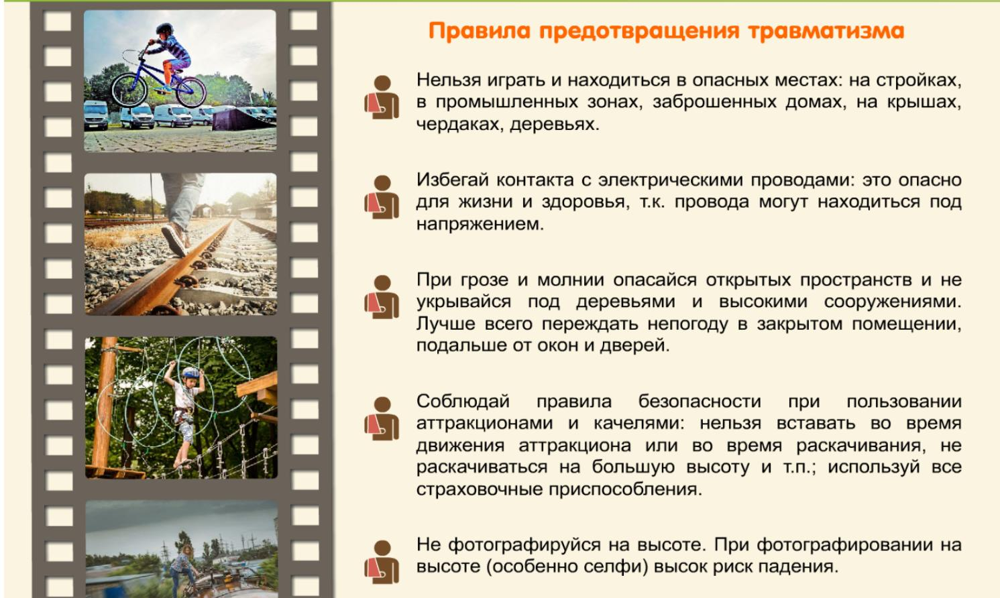 Правила предотвращения травматизма
Нельзя играть и находиться в опасных местах: на стройках,
в промышленных зонах, заброшенных домах, на крышах,
чердаках, деревьях.
Избегай контакта с электрическими проводами: это опасно
для жизни и здоровья, т.к. провода могут находиться под
напряжением.
При грозе и молнии опасайся открытых пространств и не
укрывайся под деревьями и высокими сооружениями.
Лучше всего переждать непогоду в закрытом помещении,
подальше от окон и дверей.
Соблюдай правила безопасности при пользовании
аттракционами и качелями: нельзя вставать во время
движения аттракциона или во время раскачивания, не
раскачиваться на большую высоту и т.п.; используй все
страховочные приспособления.
Не фотографируйся на высоте. При фотографировании на
высоте (особенно селфи) высок риск падения.